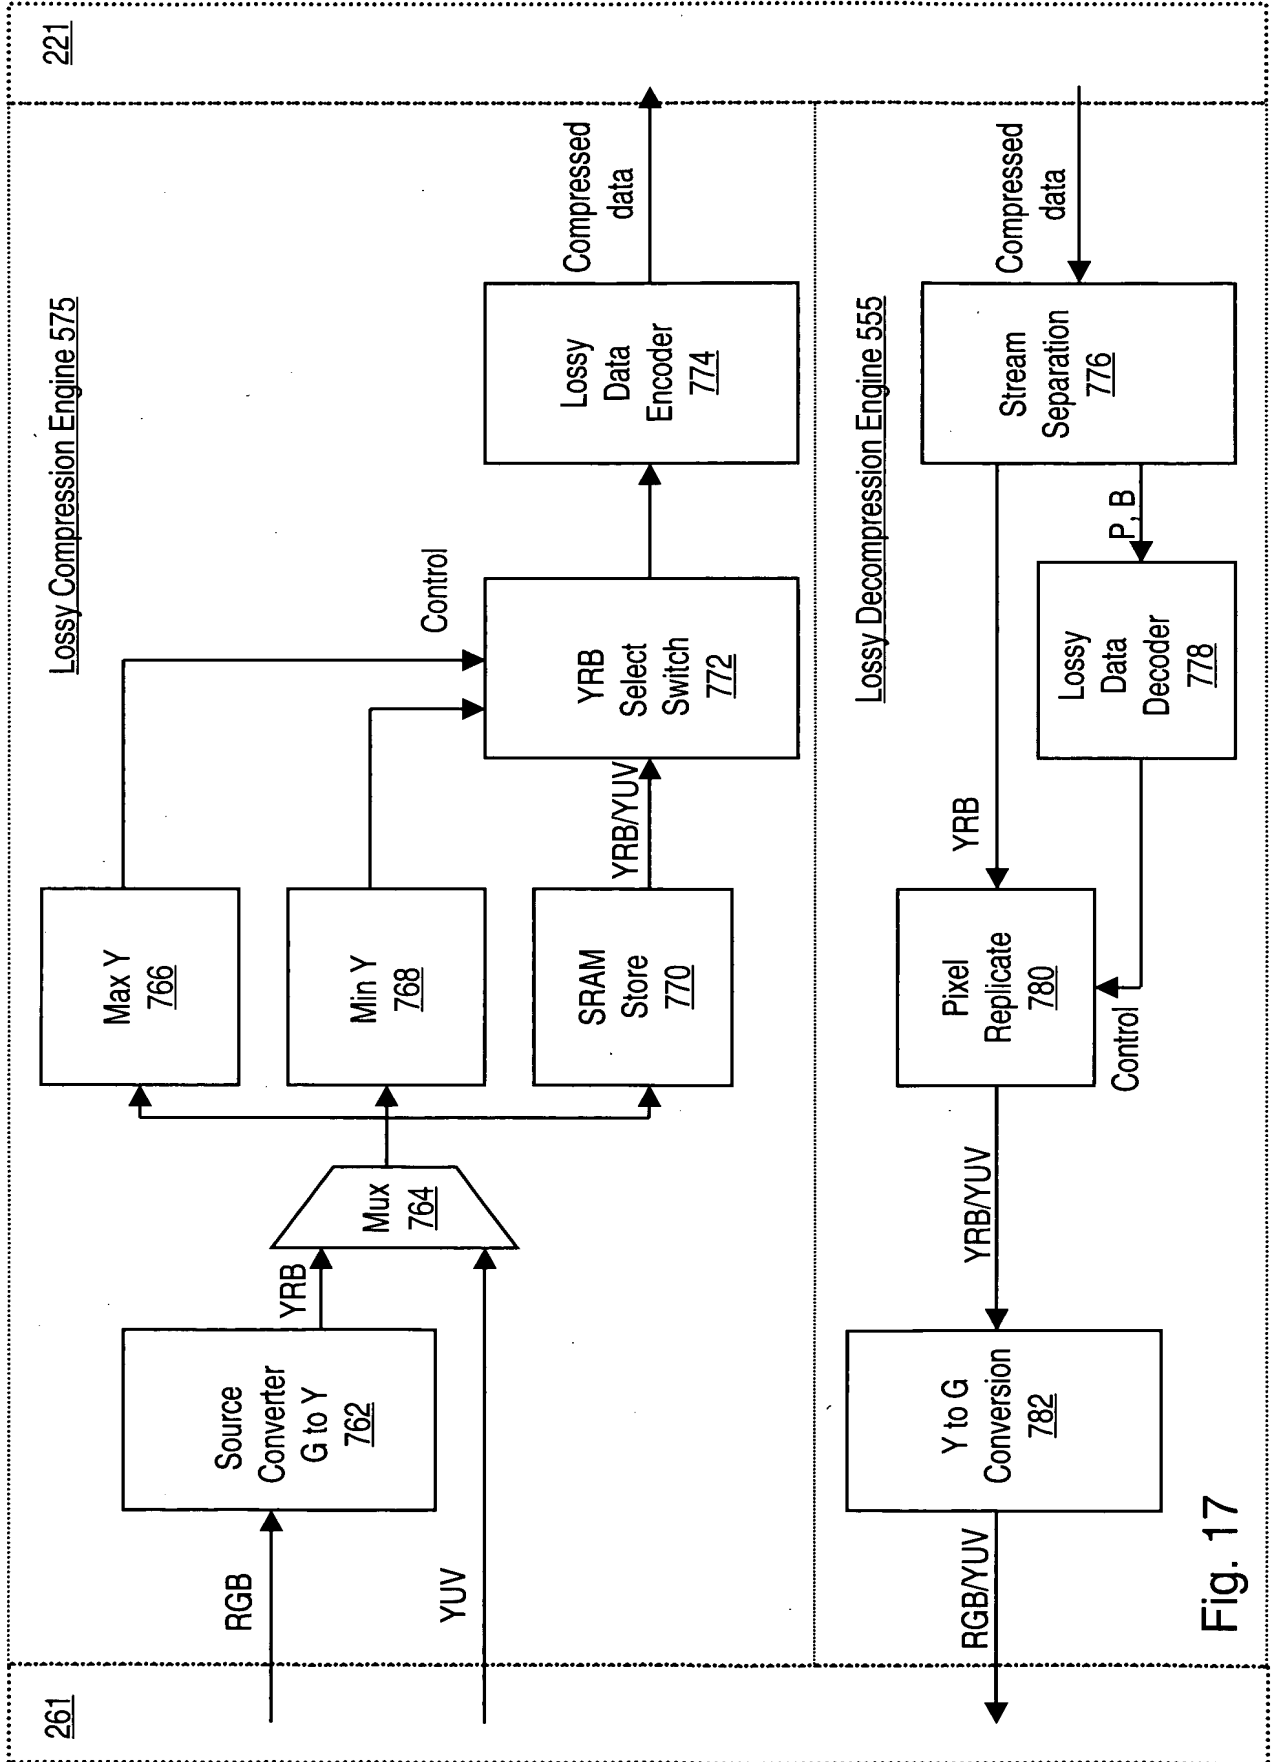 261
221
Lossy Compression Engine 575
RGB
YUV
Source
Converter
G to Y
762
YRB
Mux
764
Max Y
766
Min Y
768
SRAM
Store
770
YRB/YUV
Control
YRB
Select
Switch
772
Lossy
Data
Encoder
774
Compressed
data
Lossy Decompression Engine 555
Compressed
data
Stream
Separation
776
P, B
Lossy
Data
Decoder
778
YRB
Control
Pixel
Replicate
780
YRB/YUV
Y to G
Conversion
782
RGB/YUV
Fig. 17